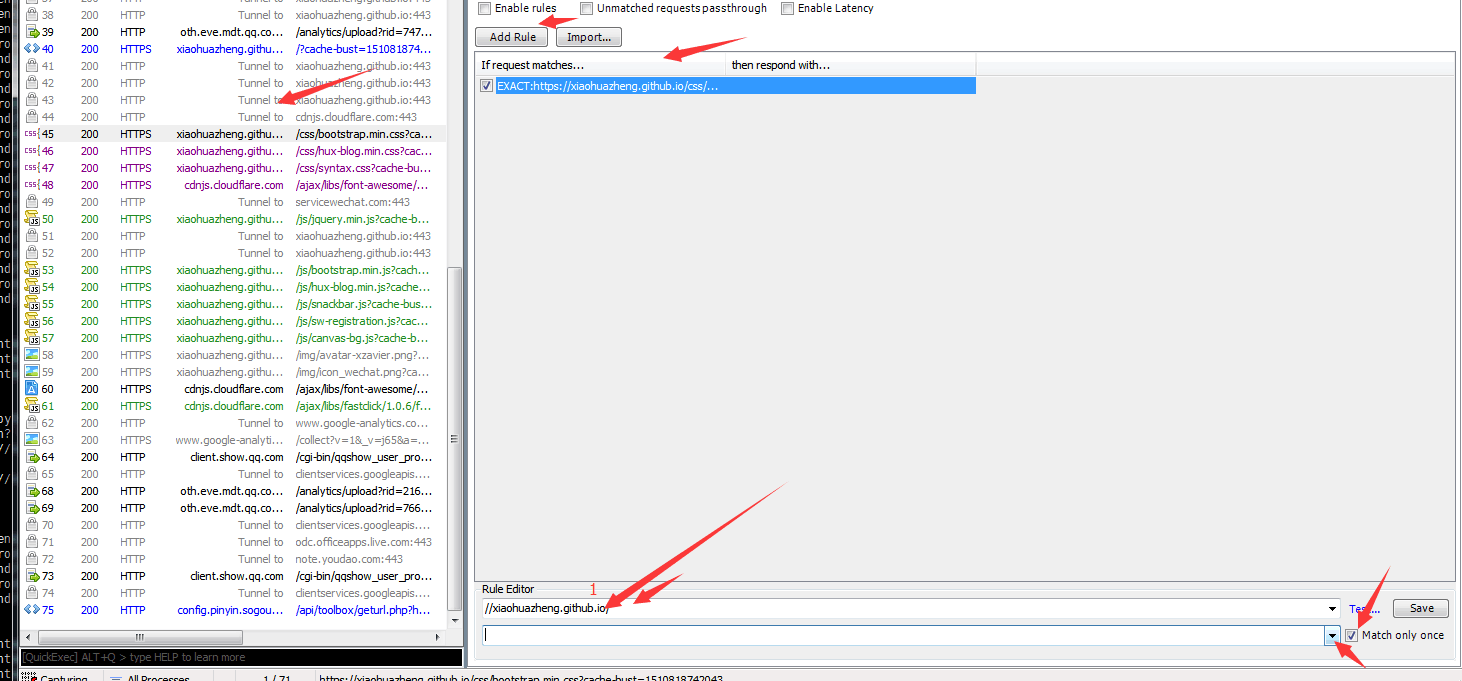 Enable rules Unmatched requests passthrough Enable Latency
Add Rule Import...
If request matches... then respond with...
EXACT:https://xiaohuazheng.github.io/css/...
38 200 HTTP Tunnel to xiaohuazheng.github.io:443
39 200 HTTP oth.eve.mdt.qq.co... /analytics/upload?rid=747...
40 200 HTTPS xiaohuazheng.githu... /?cache-bust=151081874...
41 200 HTTP Tunnel to xiaohuazheng.github.io:443
42 200 HTTP Tunnel to xiaohuazheng.github.io:443
43 200 HTTP Tunnel to xiaohuazheng.github.io:443
44 200 HTTP Tunnel to cdnjs.cloudflare.com:443
45 200 HTTPS xiaohuazheng.githu... /css/bootstrap.min.css?ca...
46 200 HTTPS xiaohuazheng.githu... /css/hux-blog.min.css?cac...
47 200 HTTPS xiaohuazheng.githu... /css/syntax.css?cache-bu...
48 200 HTTPS cdnjs.cloudflare.com /ajax/libs/font-awesome/...
49 200 HTTP Tunnel to servicewechat.com:443
50 200 HTTPS xiaohuazheng.githu... /js/jquery.min.js?cache-b...
51 200 HTTP Tunnel to xiaohuazheng.github.io:443
52 200 HTTP Tunnel to xiaohuazheng.github.io:443
53 200 HTTPS xiaohuazheng.githu... /js/bootstrap.min.js?cach...
54 200 HTTPS xiaohuazheng.githu... /js/hux-blog.min.js?cache...
55 200 HTTPS xiaohuazheng.githu... /js/snackbar.js?cache-bus...
56 200 HTTPS xiaohuazheng.githu... /js/sw-registration.js?cac...
57 200 HTTPS xiaohuazheng.githu... /js/canvas-bg.js?cache-b...
58 200 HTTPS xiaohuazheng.githu... /img/avatar-xzavier.png?...
59 200 HTTPS xiaohuazheng.githu... /img/icon_wechat.png?ca...
60 200 HTTPS cdnjs.cloudflare.com /ajax/libs/font-awesome/...
61 200 HTTPS cdnjs.cloudflare.com /ajax/libs/fastclick/1.0.6/f...
62 200 HTTP Tunnel to www.google-analytics.co...
63 200 HTTPS www.google-analyti... /collect?v=1&_v=j65&a=...
64 200 HTTP client.show.qq.com /cgi-bin/qqshow_user_pro...
65 200 HTTP Tunnel to clientservices.googleapis....
68 200 HTTP oth.eve.mdt.qq.co... /analytics/upload?rid=216...
69 200 HTTP oth.eve.mdt.qq.co... /analytics/upload?rid=766...
70 200 HTTP Tunnel to clientservices.googleapis....
71 200 HTTP Tunnel to odc.officeapps.live.com:443
72 200 HTTP Tunnel to note.youdao.com:443
73 200 HTTP client.show.qq.com /cgi-bin/qqshow_user_pro...
74 200 HTTP Tunnel to clientservices.googleapis....
75 200 HTTP config.pinyin.sogou... /api/toolbox/geturl.php?h...
Rule Editor 1
//xiaohuazheng.github.io/ Save
Match only once
[QuickExec] ALT+Q > type HELP to learn more
Capturing All Processes 1 / 71 https://xiaohuazheng.github.io/css/bootstrap.min.css?cache-bust=1510818742043